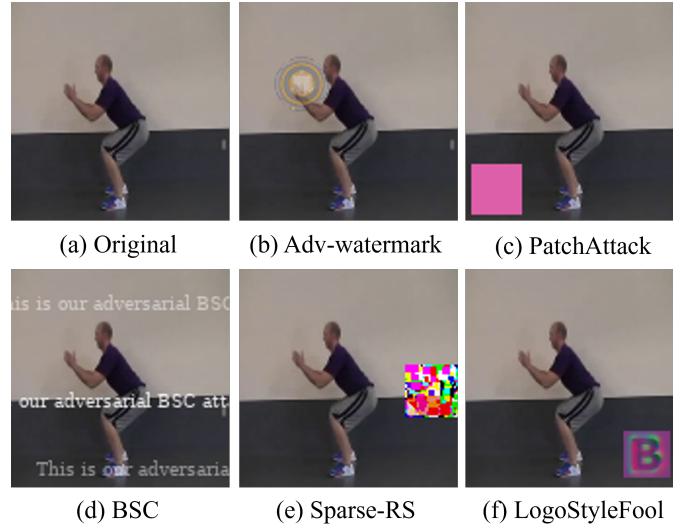 (a) Original
(b) Adv-watermark
(c) PatchAttack
his is our adversarial BSC
our adversarial BSC att
This is our adversaria
B
(d) BSC
(e) Sparse-RS
(f) LogoStyleFool